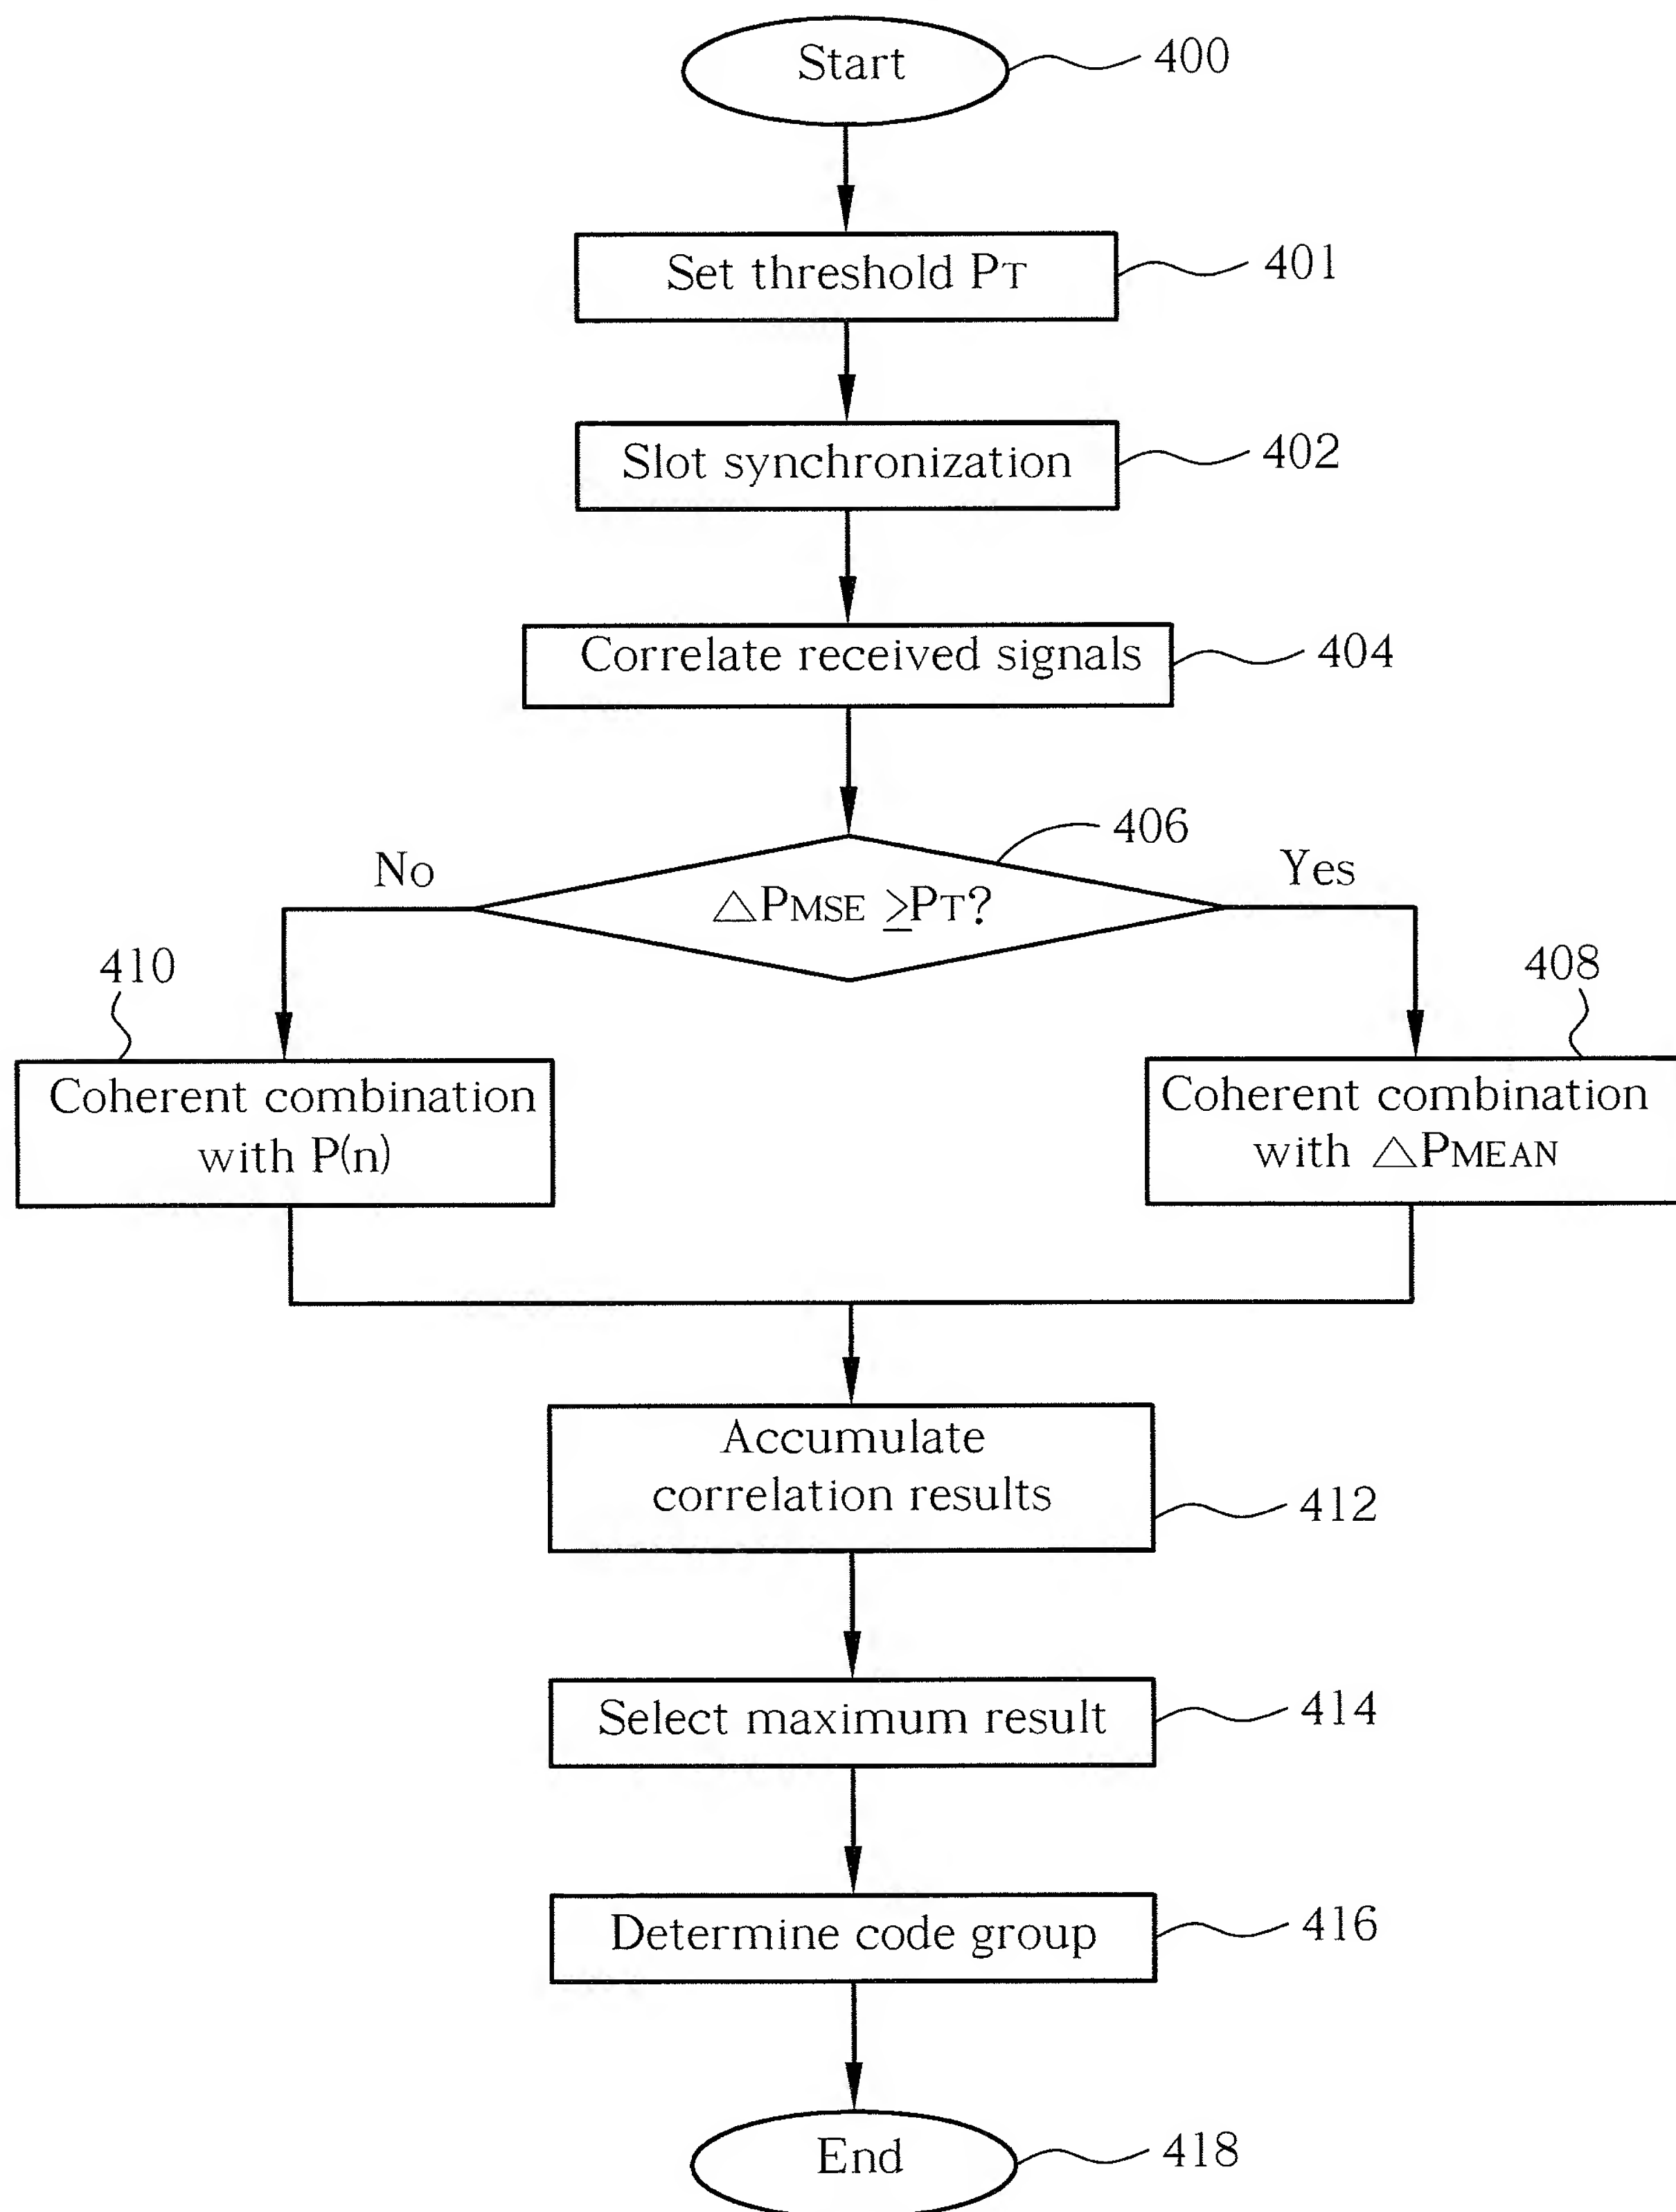 Start
400
Set threshold PT
401
Slot synchronization
402
Correlate received signals
404
406
No
Yes
△PMSE ≥PT?
410
408
Coherent combination
with P(n)
Coherent combination
with △PMEAN
Accumulate
correlation results
412
Select maximum result
414
Determine code group
416
End
418